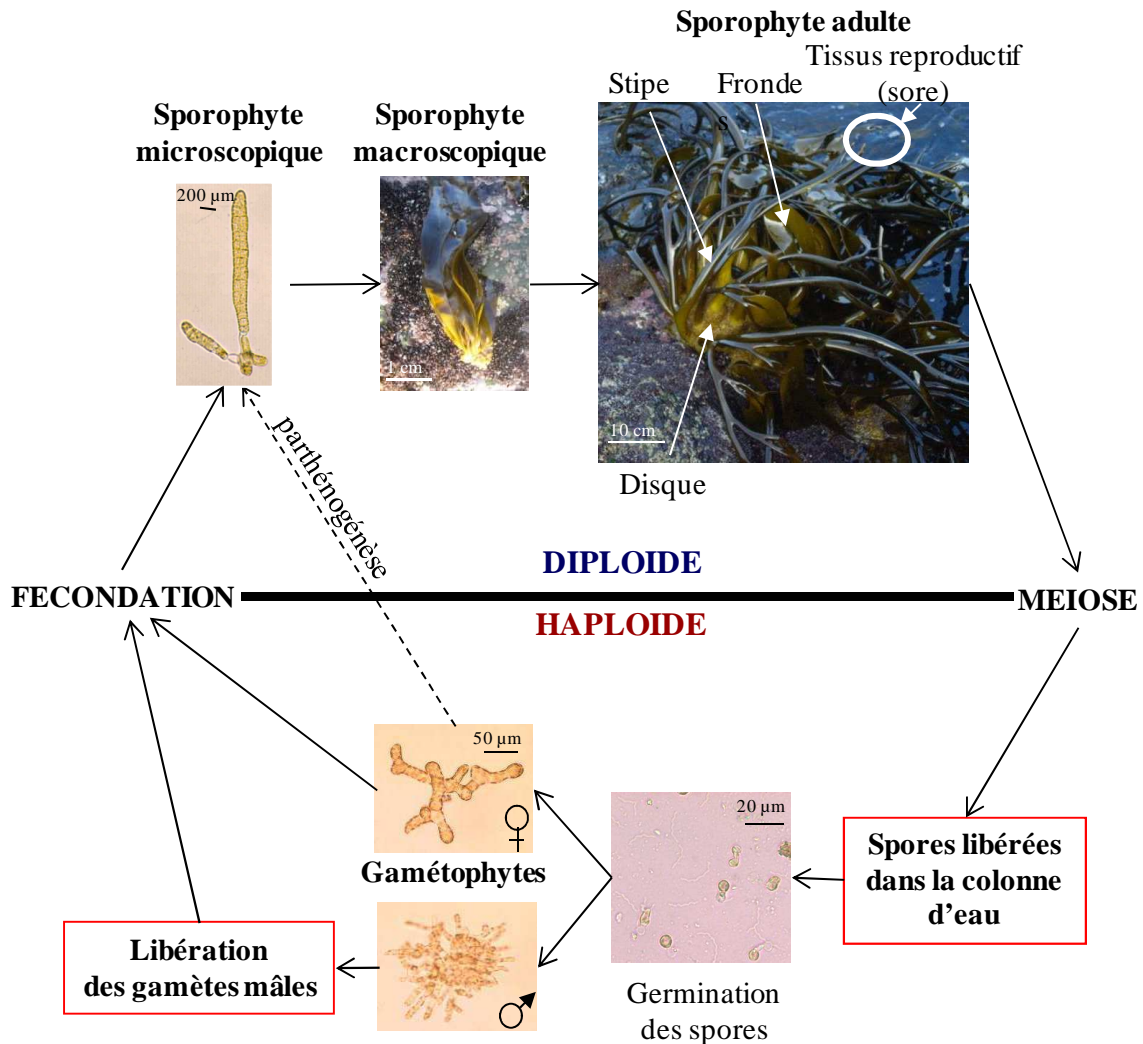 Sporophyte adulte
Tissus reproductif
(sore)
Stipe
Fronde
s
Sporophyte
microscopique
Sporophyte
macroscopique
200 µm
1 cm
10 cm
Disque
parthénogénèse
DIPLOIDE
FECONDATION
MEIOSE
HAPLOIDE
50 µm
♀
Gamétophytes
♂
20 µm
Spores libérées
dans la colonne
d'eau
Libération
des gamètes mâles
Germination
des spores